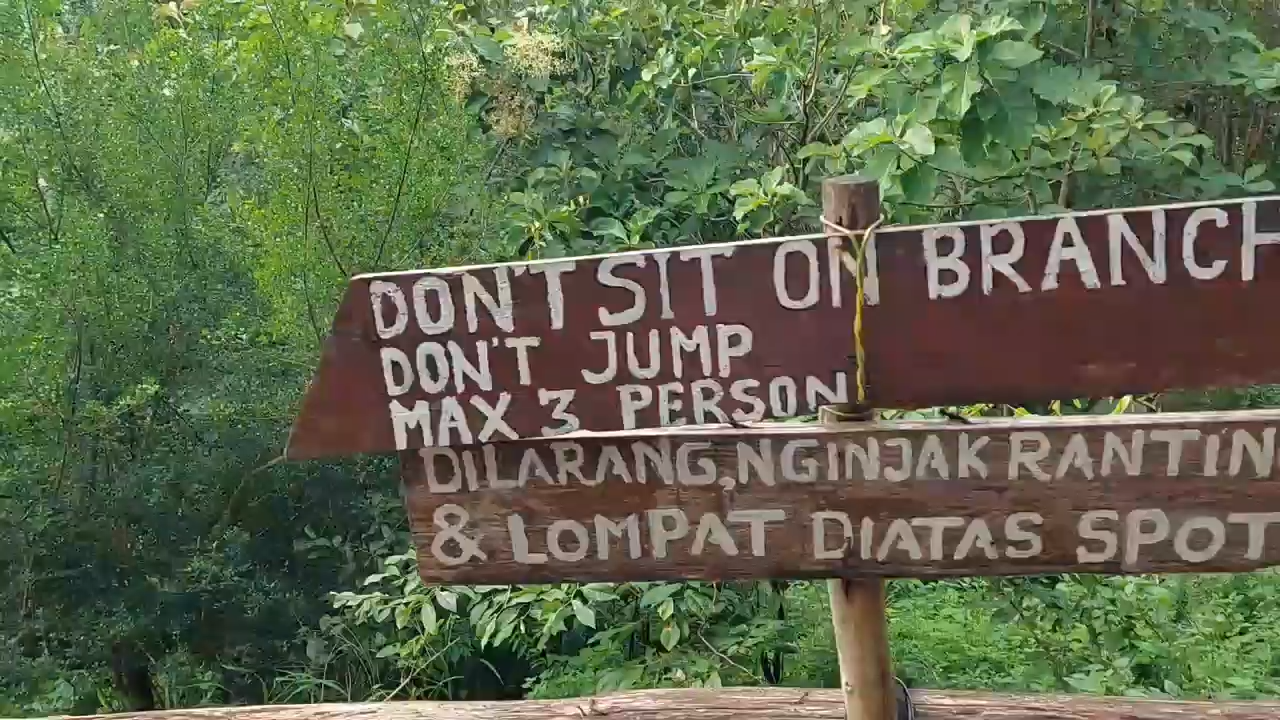 DON'T SIT ON BRANCH
DON'T JUMP
MAX 3 PERSON
DILARANG, NGINJAK RANTIN
& LOMPAT DIATAS SPOT